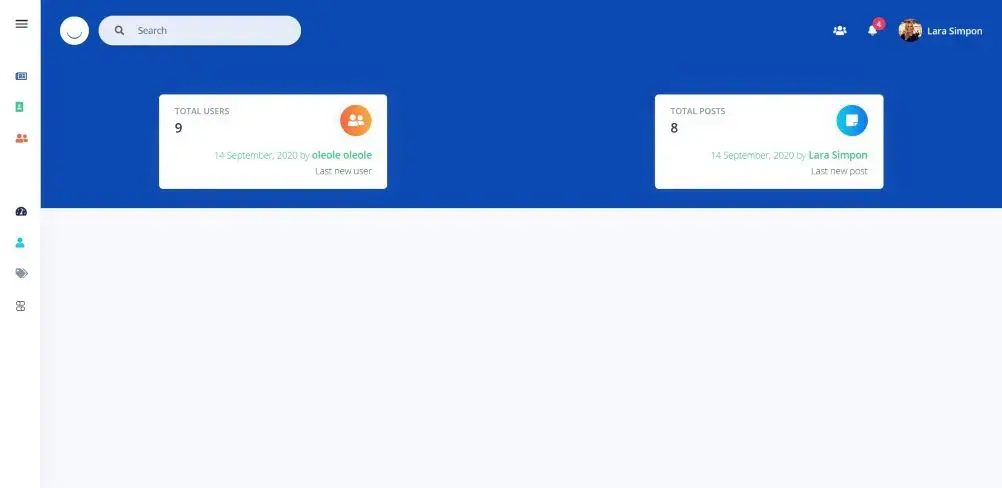 Search
4
Lara Simpon
TOTAL USERS
9
14 September, 2020 by oleole oleole
Last new user
TOTAL POSTS
8
14 September, 2020 by Lara Simpon
Last new post